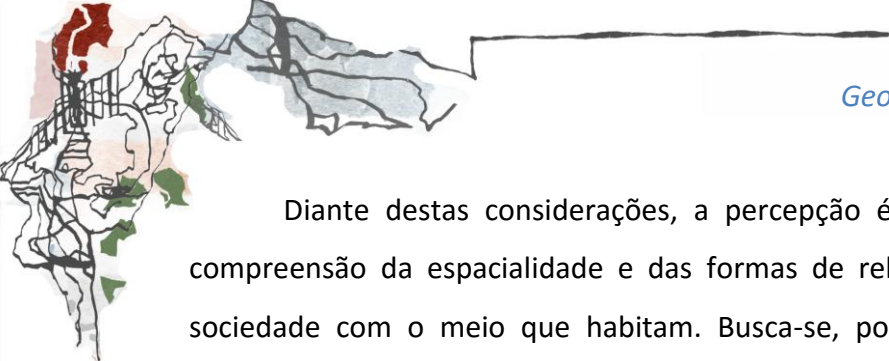 Geo
Diante destas considerações, a percepção é
compreensão da espacialidade e das formas de rel
sociedade com o meio que habitam. Busca-se, po